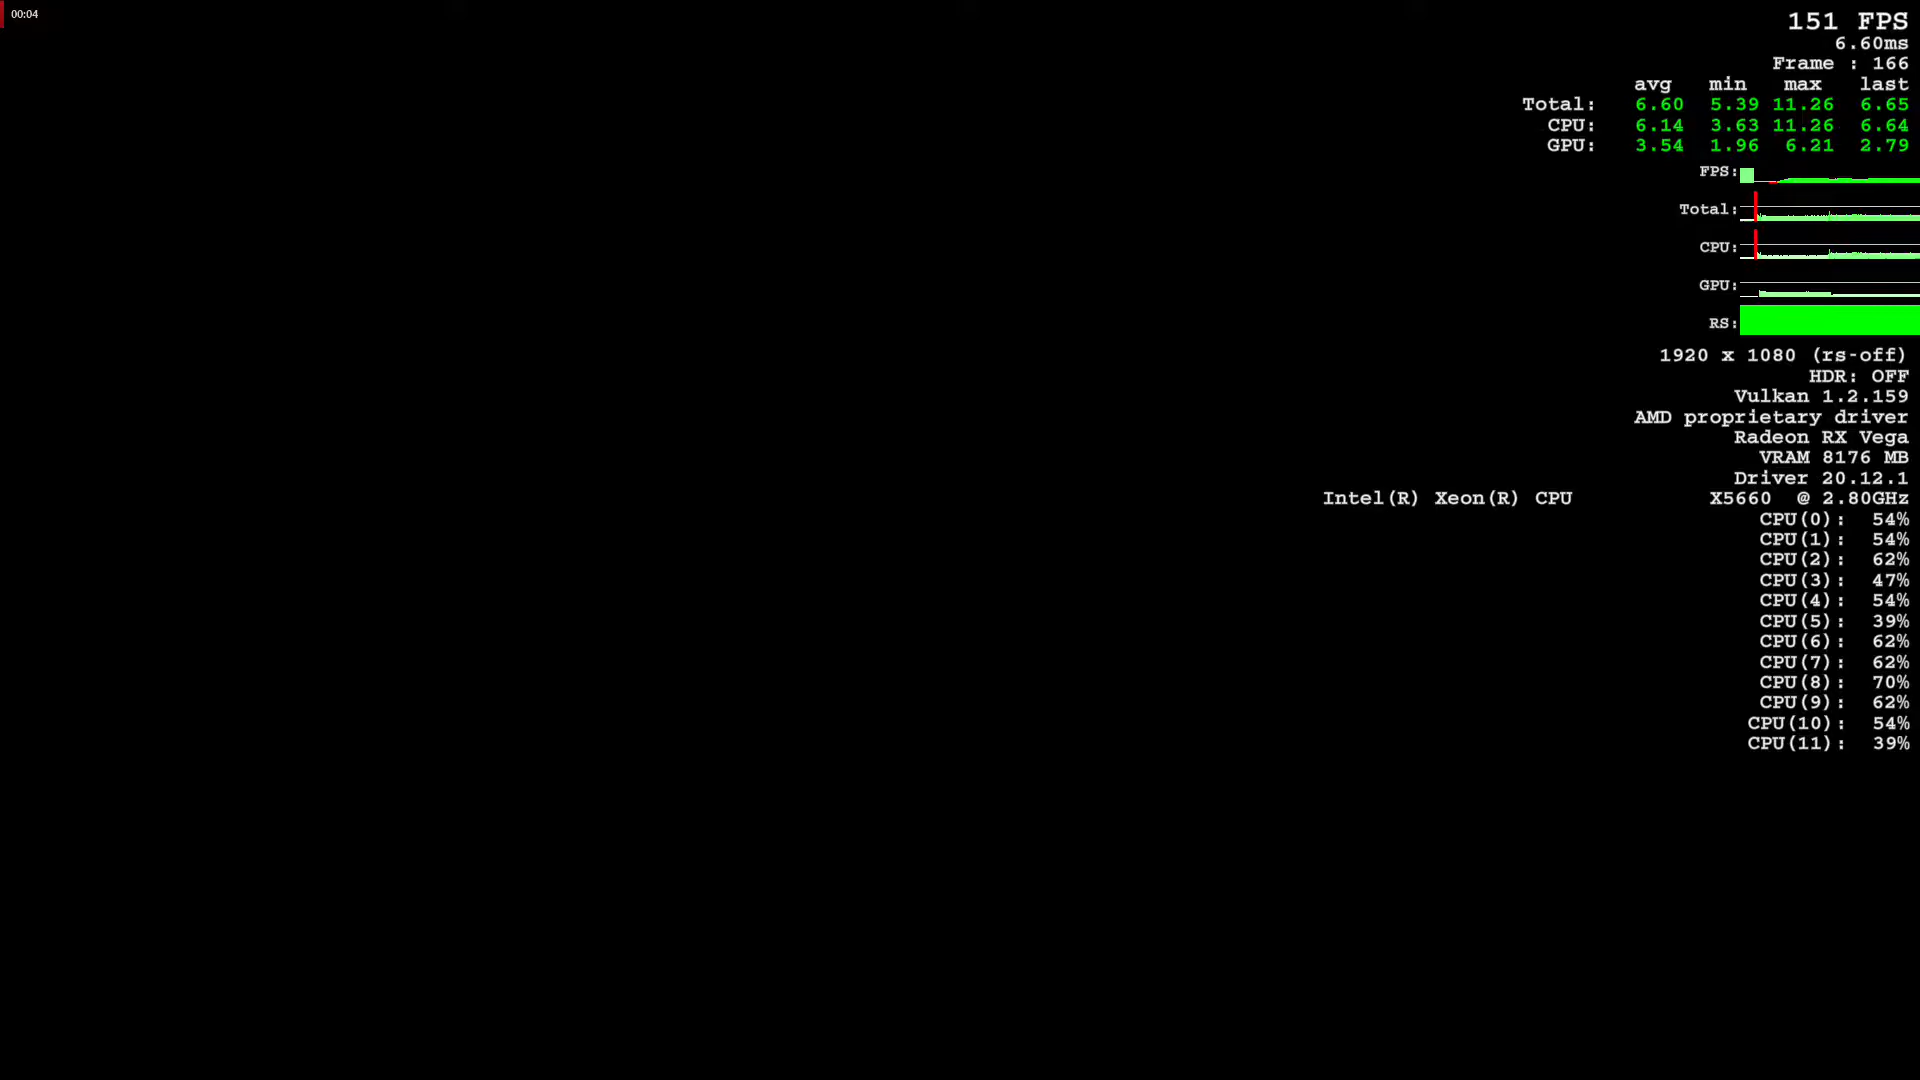 00:04
151 FPS
6.60ms
Frame : 166
avg min max last
Total: 6.60 5.39 11.26 6.65
CPU: 6.14 3.63 11.26 6.64
GPU: 3.54 1.96 6.21 2.79
FPS:
Total:
CPU:
GPU:
RS:
1920 x 1080 (rs-off)
HDR: OFF
Vulkan 1.2.159
AMD proprietary driver
Radeon RX Vega
VRAM 8176 MB
Driver 20.12.1
Intel(R) Xeon(R) CPU X5660 @ 2.80GHz
CPU(0): 54%
CPU(1): 54%
CPU(2): 62%
CPU(3): 47%
CPU(4): 54%
CPU(5): 39%
CPU(6): 62%
CPU(7): 62%
CPU(8): 70%
CPU(9): 62%
CPU(10): 54%
CPU(11): 39%